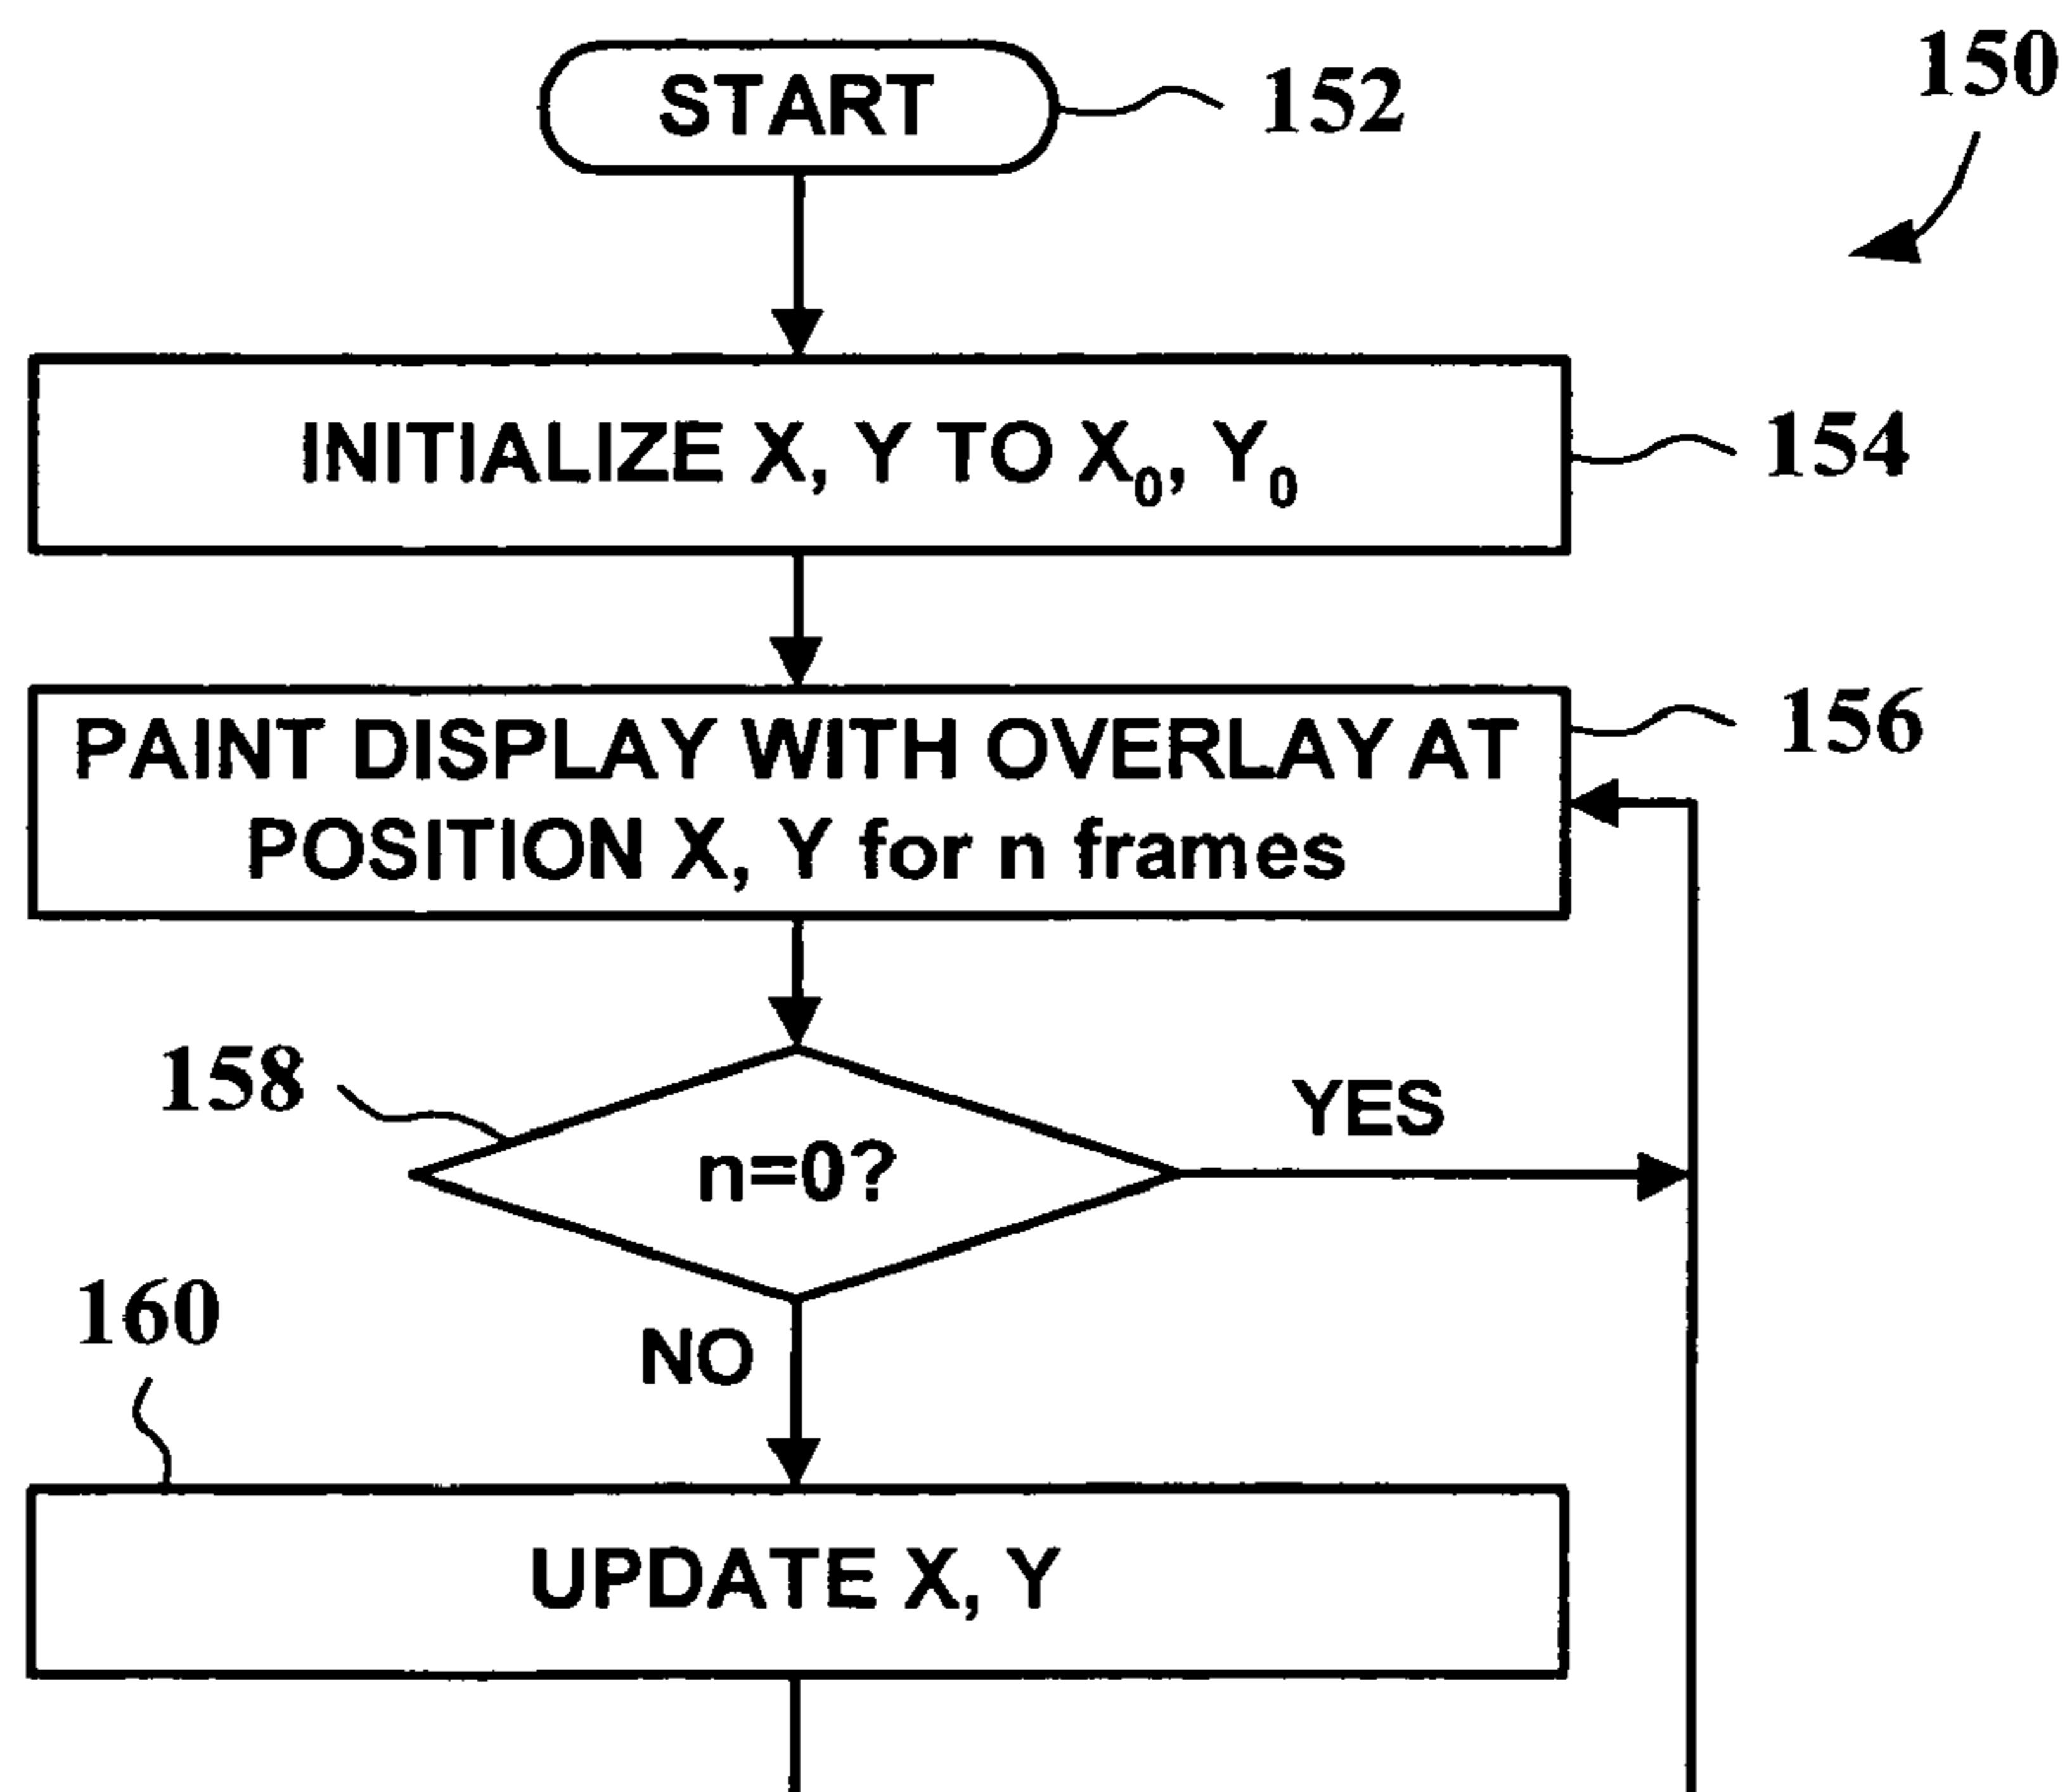 START
152
150
INITIALIZE X, Y TO X₀, Y₀
154
PAINT DISPLAY WITH OVERLAY AT
POSITION X, Y for n frames
156
158
n=0?
YES
NO
160
UPDATE X, Y